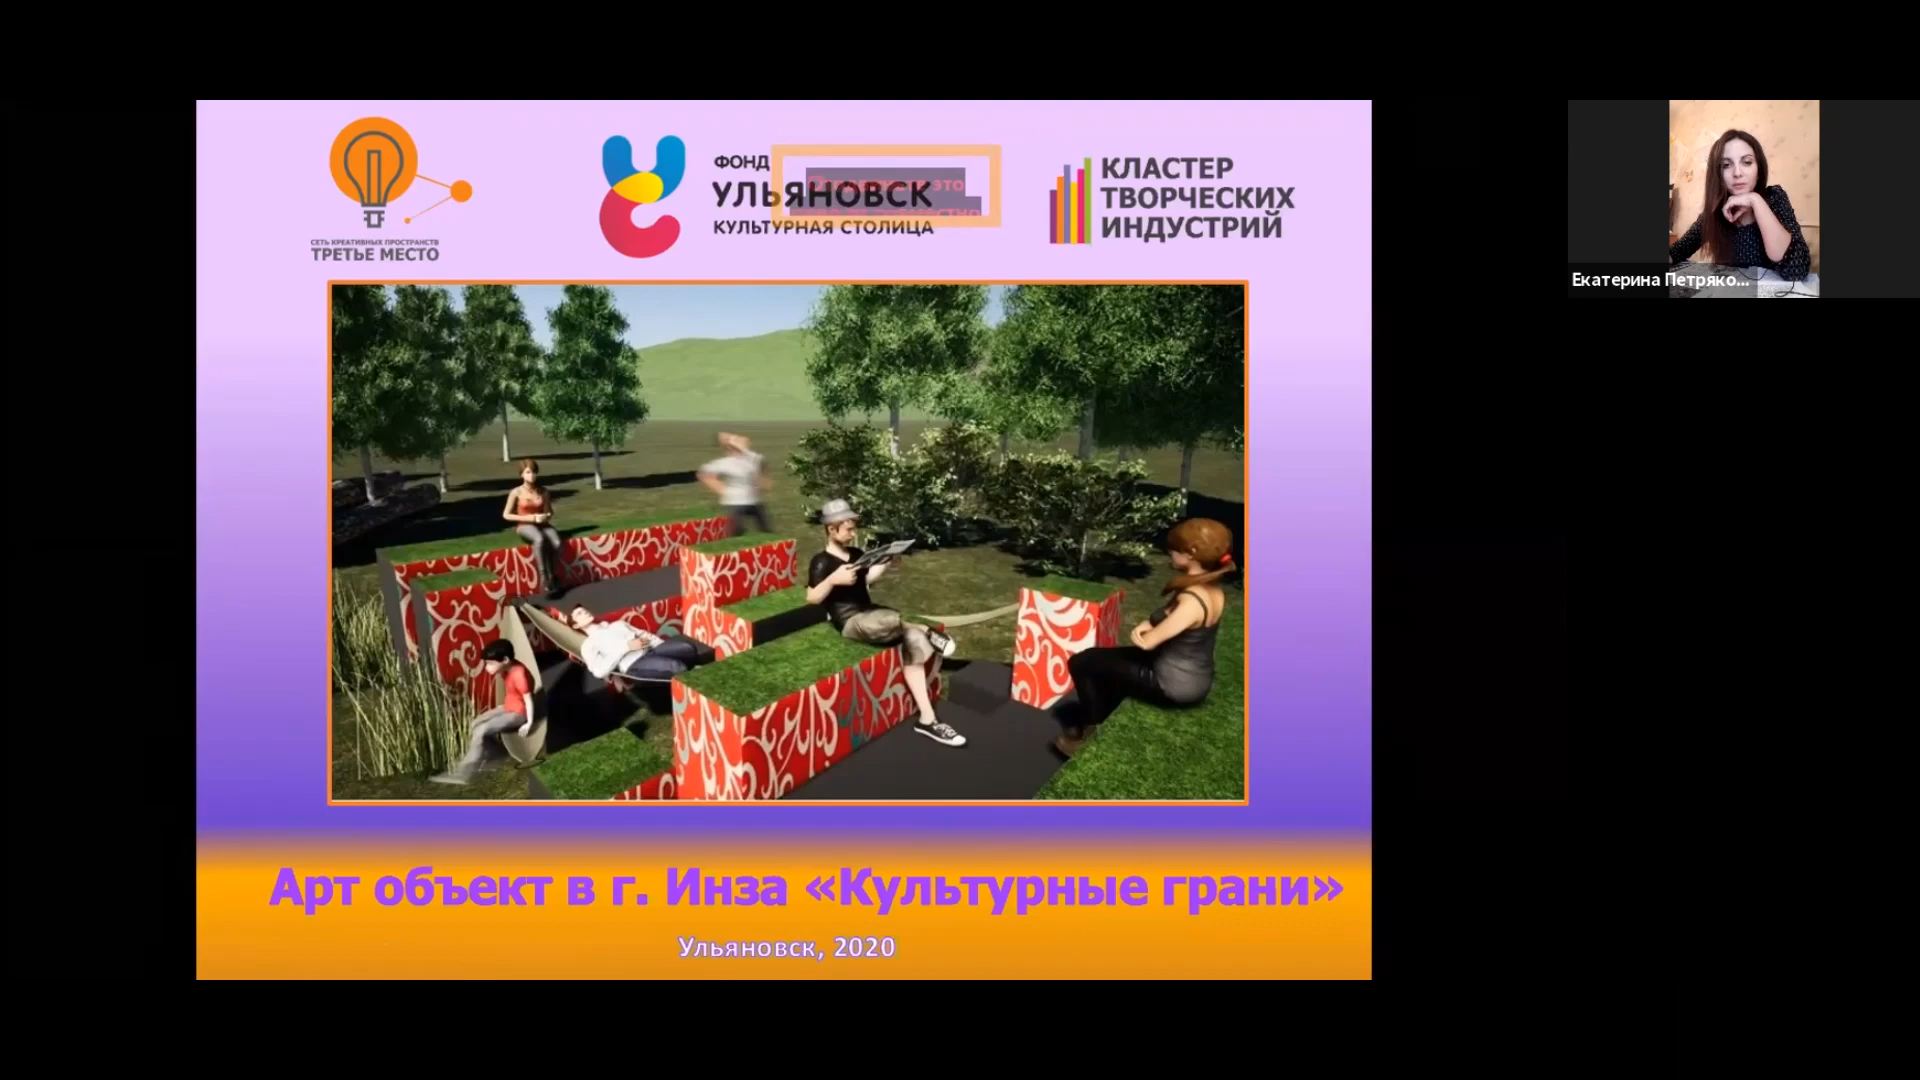 СЕТЬ КРЕАТИВНЫХ ПРОСТРАНСТВ
ТРЕТЬЕ МЕСТО
ФОНД
УЛЬЯНОВСК
КУЛЬТУРНАЯ СТОЛИЦА
это
КЛАСТЕР
ТВОРЧЕСКИХ
ИНДУСТРИЙ
Екатерина Петряко...
Арт объект в г. Инза «Культурные грани»
Ульяновск, 2020